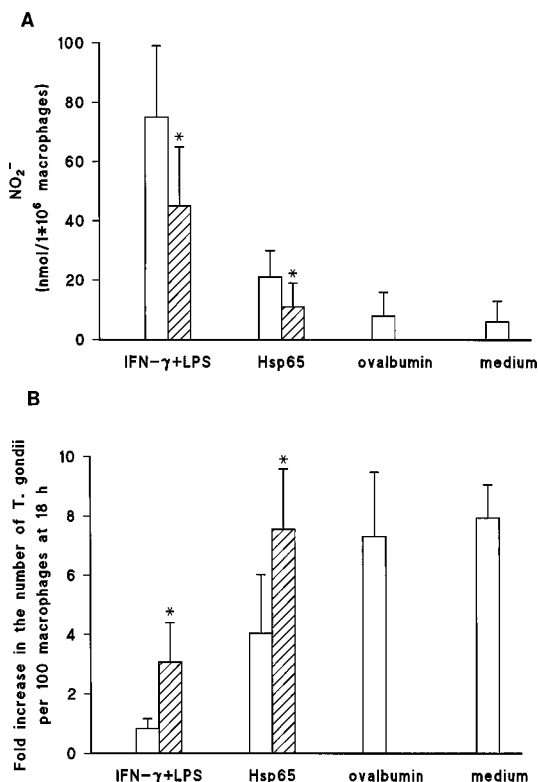 A
NO₂⁻
(nmol/1*10⁶ macrophages)
100
80
60
40
20
0
*
*
IFN-γ+LPS Hsp65 ovalbumin medium
B
Fold increase in the number of T. gondii
per 100 macrophages at 18 h
10
8
6
4
2
0
*
*
IFN-γ+LPS Hsp65 ovalbumin medium